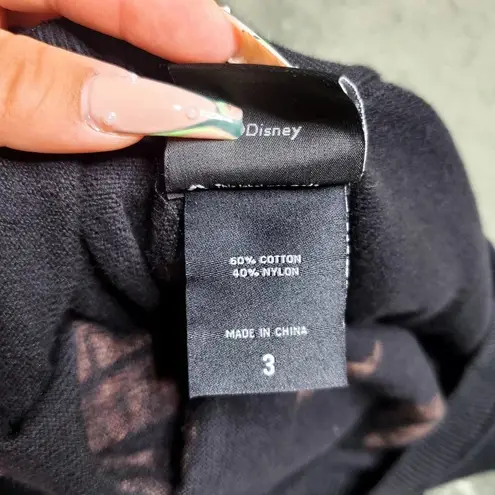 Disney
60% COTTON
40% NYLON
MADE IN CHINA
3